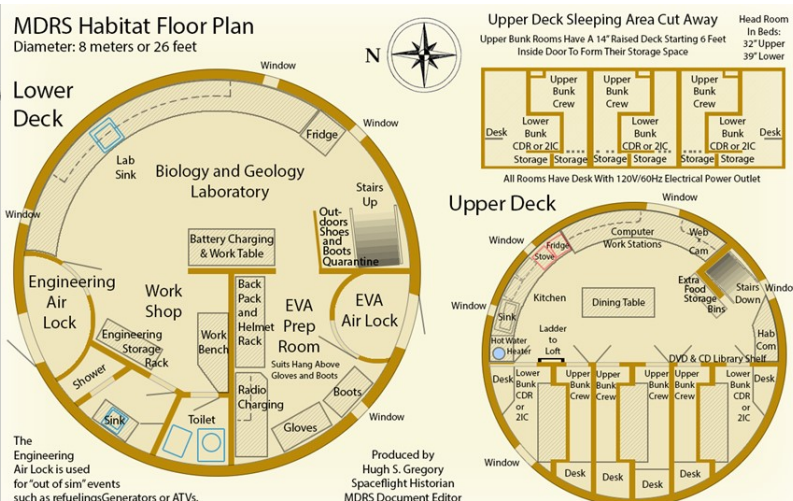 MDRS Habitat Floor Plan
Diameter: 8 meters or 26 feet
Lower
Deck
N
Window
Window
Fridge
Lab
Sink
Biology and Geology
Laboratory
Stairs
Up
Window
Out-
doors
Shoes
and
Boots
Quarantine
Battery Charging
& Work Table
Engineering
Air
Lock
Work
Shop
Engineering
Storage
Rack
Work
Bench
Back
Pack
and
Helmet
Rack
EVA
Prep
Room
Suits Hang Above
Gloves and Boots
EVA
Air Lock
Shower
Sink
Toilet
Radio
Charging
Gloves
Boots
Window
The
Engineering
Air Lock is used
for "out of sim" events
such as refuelingsGenerators or ATVs.
Produced by
Hugh S. Gregory
Spaceflight Historian
MDRS Document Editor
Upper Deck Sleeping Area Cut Away
Upper Bunk Rooms Have A 14" Raised Deck Starting 6 Feet
Inside Door To Form Their Storage Space
Head Room
In Beds:
32" Upper
39" Lower
Upper
Bunk
Crew
Upper
Bunk
Crew
Upper
Bunk
Crew
Desk
Lower
Bunk
CDR or 2IC
Lower
Bunk
CDR or 2IC
Lower
Bunk
CDR or 2IC
Desk
Storage
Storage
Storage
Storage
Storage
Storage
All Rooms Have Desk With 120V/60Hz Electrical Power Outlet
Upper Deck
Window
Window
Computer
Work Stations
Web
Cam
Fridge
Stove
Extra
Food
Storage
Bins
Stairs
Down
Window
Window
Kitchen
Dining Table
Sink
Hot Water
Heater
Ladder
to
Loft
Hab
Com
DVD & CD Library Shelf
Desk
Lower
Bunk
CDR
or
2IC
Upper
Bunk
Crew
Upper
Bunk
Crew
Upper
Bunk
Crew
Upper
Bunk
Crew
Lower
Bunk
CDR
or
2IC
Desk
Window
Desk
Desk
Desk
Desk